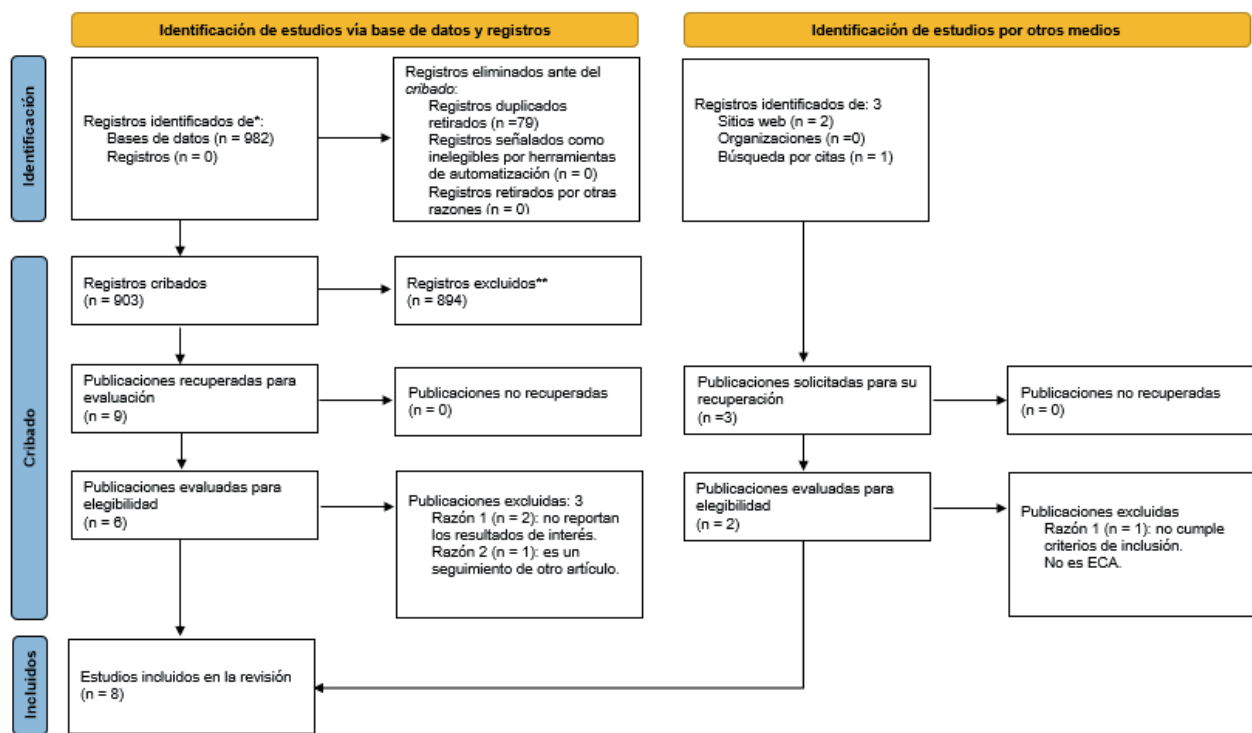 Identificación de estudios vía base de datos y registros
Identificación de estudios por otros medios
Identificación
Registros identificados de*:
Bases de datos (n = 982)
Registros (n = 0)
Registros eliminados ante del
cribado:
Registros duplicados
retirados (n =79)
Registros señalados como
inelegibles por herramientas
de automatización (n = 0)
Registros retirados por otras
razones (n = 0)
Registros identificados de: 3
Sitios web (n = 2)
Organizaciones (n =0)
Búsqueda por citas (n = 1)
Cribado
Registros cribados
(n = 903)
Registros excluidos**
(n = 894)
Publicaciones recuperadas para
evaluación
(n = 9)
Publicaciones no recuperadas
(n = 0)
Publicaciones solicitadas para su
recuperación
(n =3)
Publicaciones no recuperadas
(n = 0)
Publicaciones evaluadas para
elegibilidad
(n = 6)
Publicaciones excluidas: 3
Razón 1 (n = 2): no reportan
los resultados de interés.
Razón 2 (n = 1): es un
seguimiento de otro artículo.
Publicaciones evaluadas para
elegibilidad
(n = 2)
Publicaciones excluidas
Razón 1 (n = 1): no cumple
criterios de inclusión.
No es ECA.
Incluidos
Estudios incluidos en la revisión
(n = 8)